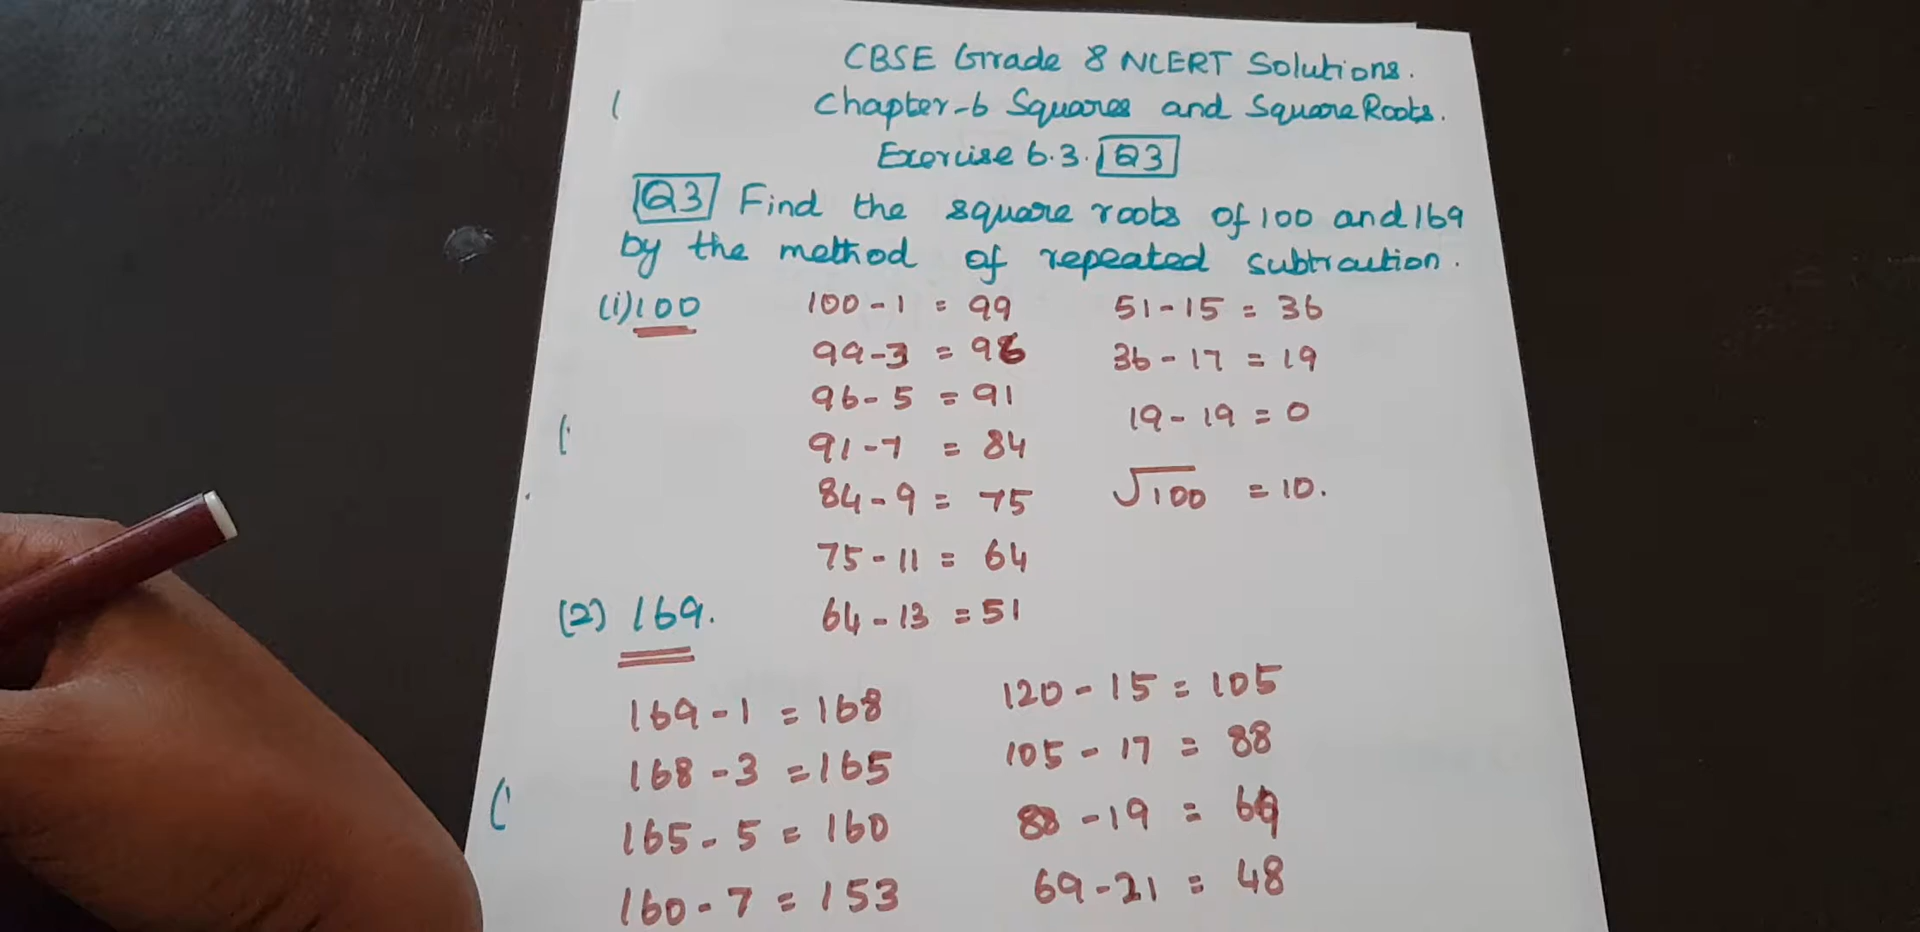 CBSE Grade 8 NCERT Solutions.
Chapter-6 Squares and Square Roots.
Exercise 6.3. Q3
Q3 Find the square roots of 100 and 169
by the method of repeated subtraction.
(i) 100
100 - 1 = 99
99 - 3 = 96
96 - 5 = 91
91 - 7 = 84
84 - 9 = 75
75 - 11 = 64
64 - 13 = 51
51 - 15 = 36
36 - 17 = 19
19 - 19 = 0
√100 = 10.
(2) 169.
169 - 1 = 168
168 - 3 = 165
165 - 5 = 160
160 - 7 = 153
120 - 15 = 105
105 - 17 = 88
88 - 19 = 69
69 - 21 = 48